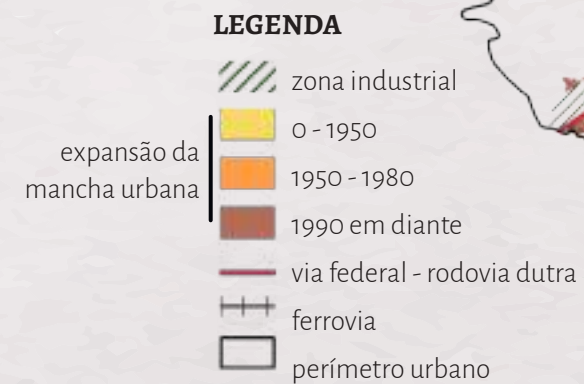 LEGENDA
zona industrial
expansão da
mancha urbana
0 - 1950
1950 - 1980
1990 em diante
via federal - rodovia dutra
ferrovia
perímetro urbano